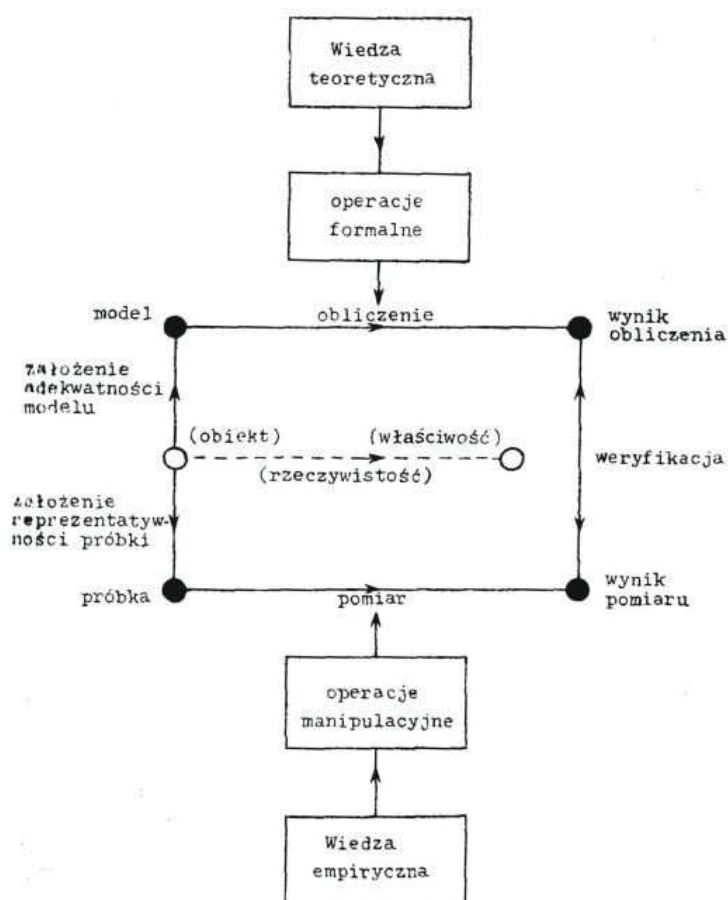 Wiedza
teoretyczna
operacje
formalne
model
obliczenie
wynik
obliczenia
założenie
adekwatności
modelu
(obiekt)
(właściwość)
(rzeczywistość)
weryfikacja
założenie
reprezentatyw-
ności próbki
próbka
pomiar
wynik
pomiaru
operacje
manipulacyjne
Wiedza
empiryczna